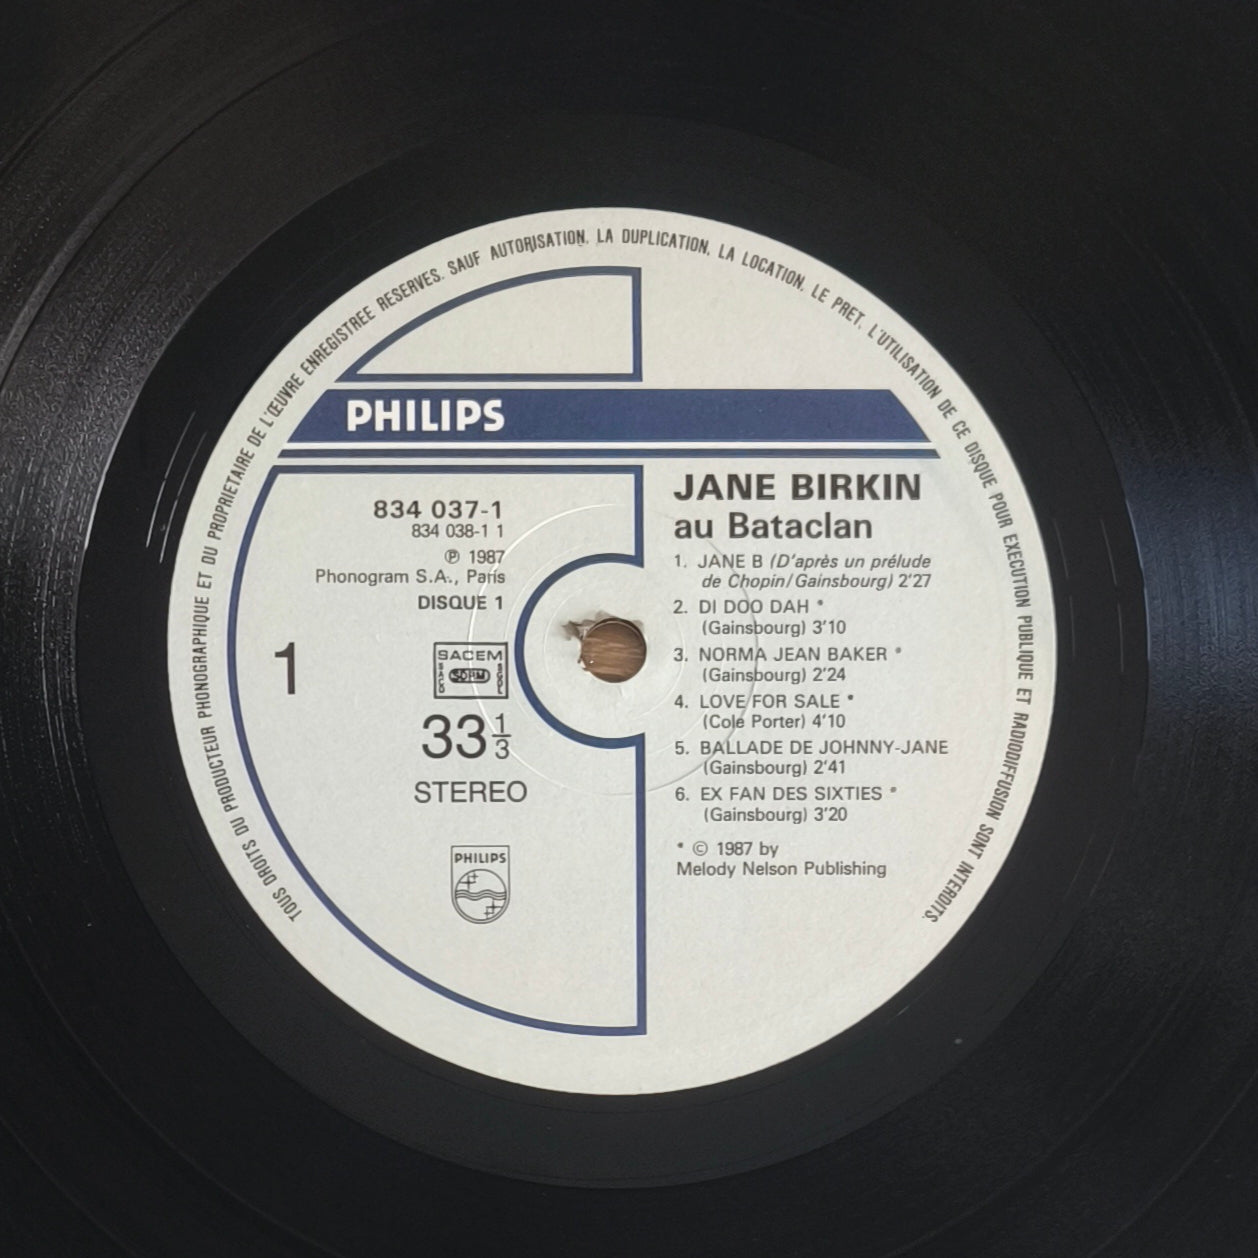 TOUS DROITS DU PRODUCTEUR PHONOGRAPHIQUE ET DU PROPRIETAIRE DE L'ŒUVRE ENREGISTREE RESERVES. SAUF AUTORISATION, LA DUPLICATION, LA LOCATION, LE PRET, L'UTILISATION DE CE DISQUE POUR EXECUTION PUBLIQUE ET RADIODIFFUSION SONT INTERDITS.
PHILIPS
834 037-1
834 038-1 1
℗ 1987
Phonogram S.A., Paris
DISQUE 1
1
SACEM
SACD SDRM SGDL
33 1/3
STEREO
PHILIPS
JANE BIRKIN
au Bataclan
1. JANE B (D'après un prélude
de Chopin/Gainsbourg) 2'27
2. DI DOO DAH *
(Gainsbourg) 3'10
3. NORMA JEAN BAKER *
(Gainsbourg) 2'24
4. LOVE FOR SALE *
(Cole Porter) 4'10
5. BALLADE DE JOHNNY-JANE
(Gainsbourg) 2'41
6. EX FAN DES SIXTIES *
(Gainsbourg) 3'20
* © 1987 by
Melody Nelson Publishing